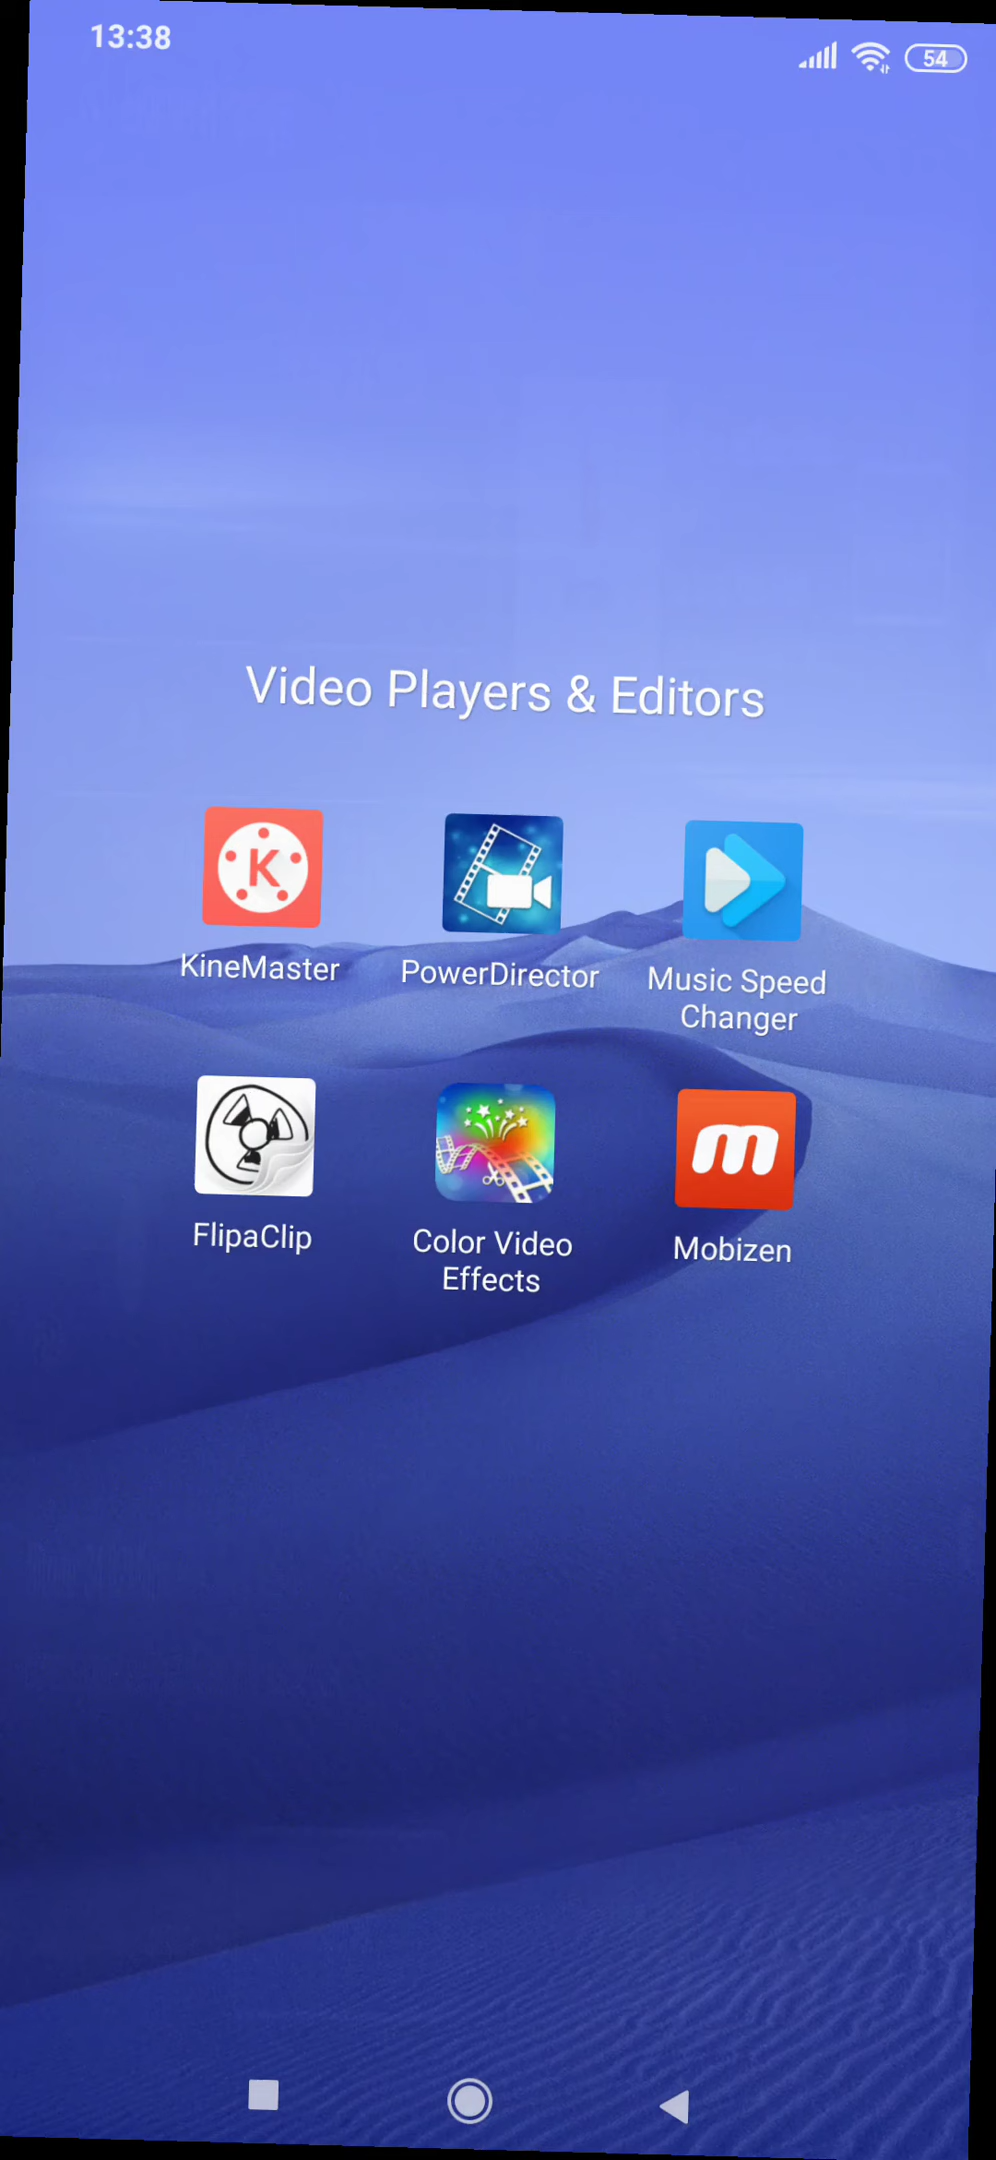 13:38
54
Video Players & Editors
K
KineMaster
PowerDirector
Music Speed
Changer
FlipaClip
Color Video
Effects
m
Mobizen